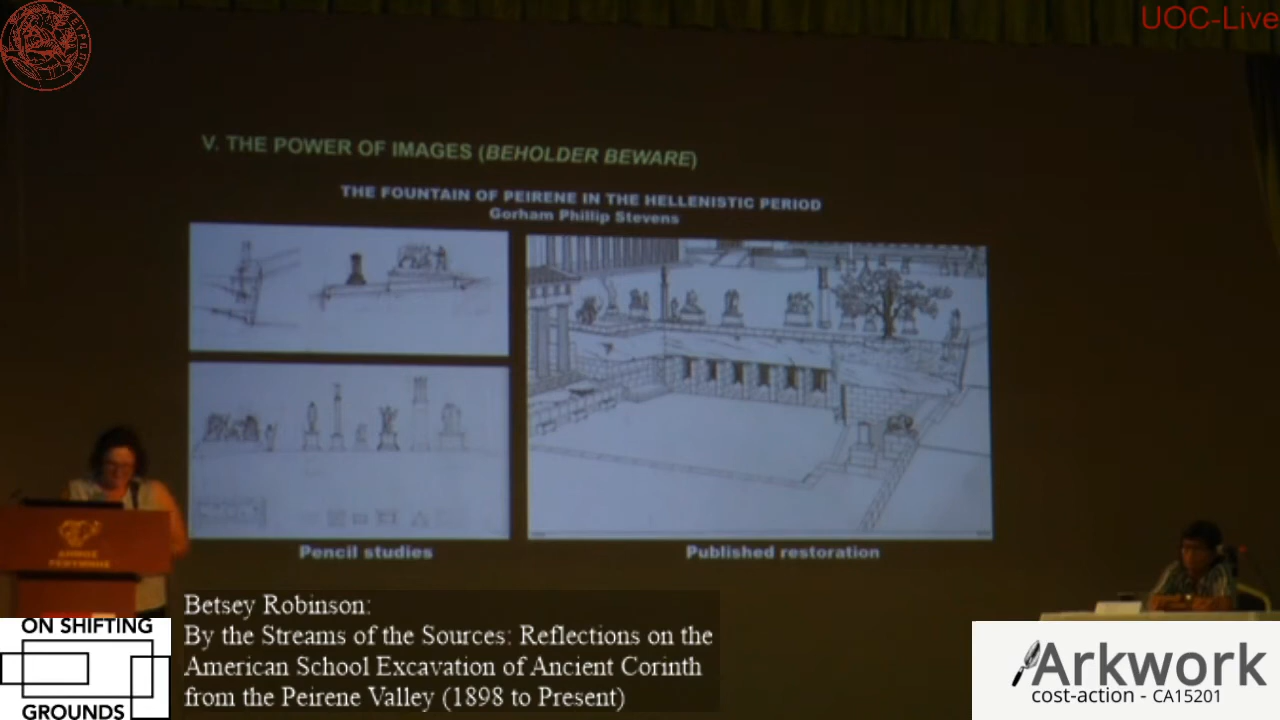 UOC-Live
V. THE POWER OF IMAGES (BEHOLDER BEWARE)
THE FOUNTAIN OF PEIRENE IN THE HELLENISTIC PERIOD
Gorham Phillip Stevens
Pencil studies
Published restoration
ΔΗΜΟΣ
ΡΕΘΥΜΝΗΣ
Betsey Robinson:
By the Streams of the Sources: Reflections on the
American School Excavation of Ancient Corinth
from the Peirene Valley (1898 to Present)
ON SHIFTING
GROUNDS
Arkwork
cost-action - CA15201